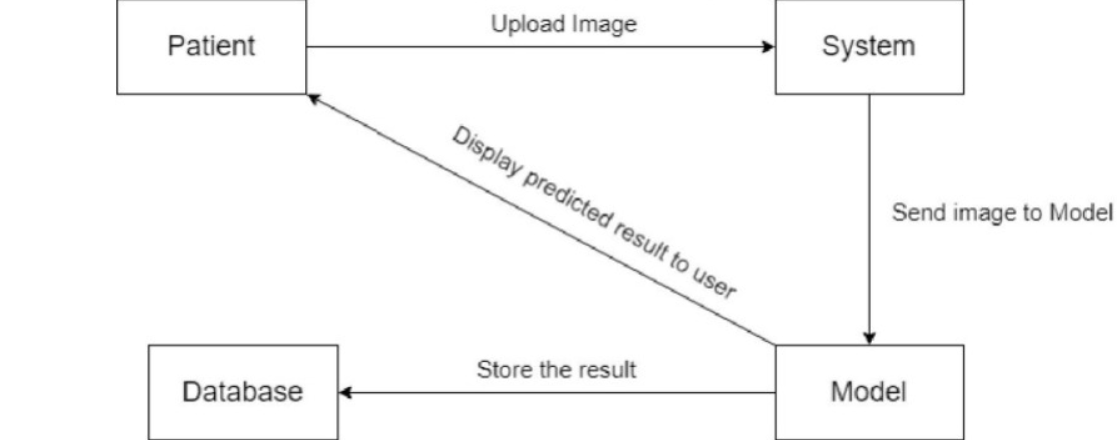 Patient
Upload Image
System
Display predicted result to user
Send image to Model
Database
Store the result
Model